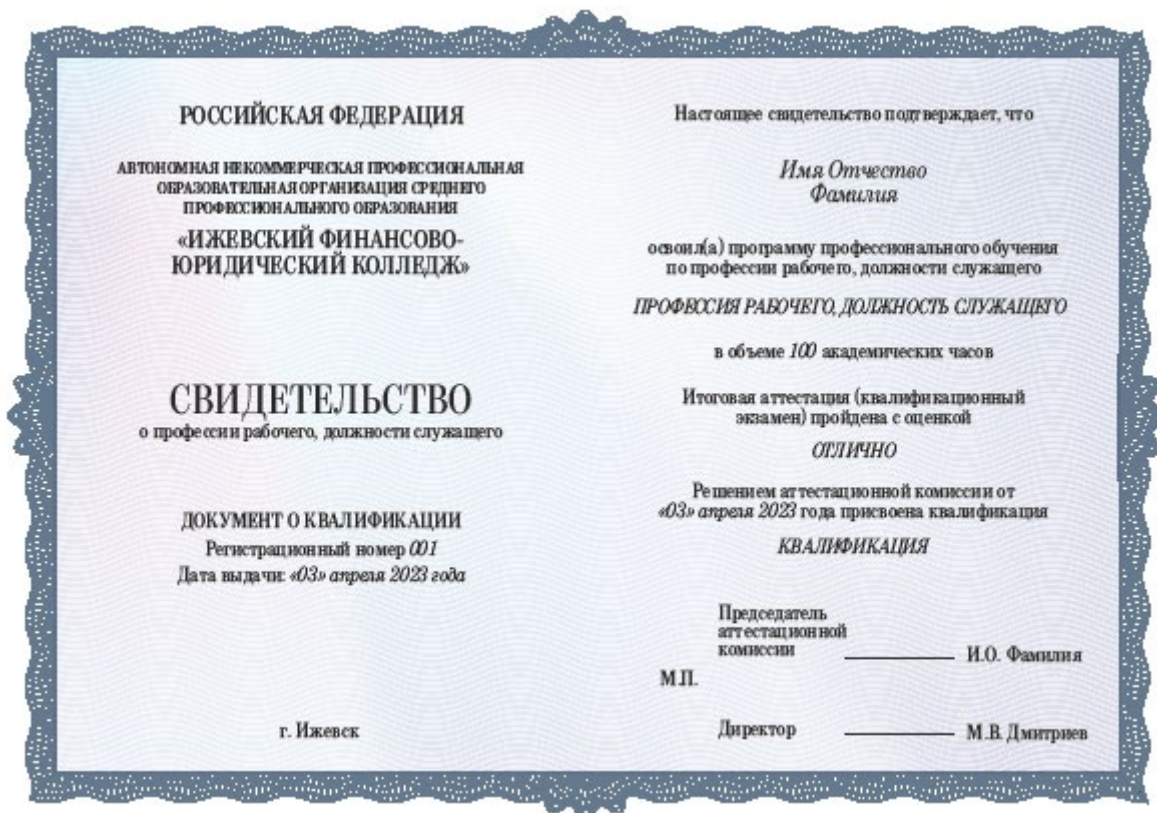 РОССИЙСКАЯ ФЕДЕРАЦИЯ
АВТОНОМНАЯ НЕКОММЕРЧЕСКАЯ ПРОФЕССИОНАЛЬНАЯ
ОБРАЗОВАТЕЛЬНАЯ ОРГАНИЗАЦИЯ СРЕДНЕГО
ПРОФЕССИОНАЛЬНОГО ОБРАЗОВАНИЯ
«ИЖЕВСКИЙ ФИНАНСОВО-
ЮРИДИЧЕСКИЙ КОЛЛЕДЖ»
СВИДЕТЕЛЬСТВО
о профессии рабочего, должности служащего
ДОКУМЕНТ О КВАЛИФИКАЦИИ
Регистрационный номер 001
Дата выдачи: «03» апреля 2023 года
г. Ижевск
Настоящее свидетельство подтверждает, что
Имя Отчество
Фамилия
освоил(а) программу профессионального обучения
по профессии рабочего, должности служащего
ПРОФЕССИЯ РАБОЧЕГО, ДОЛЖНОСТЬ СЛУЖАЩЕГО
в объеме 100 академических часов
Итоговая аттестация (квалификационный
экзамен) пройдена с оценкой
ОТЛИЧНО
Решением аттестационной комиссии от
«03» апреля 2023 года присвоена квалификация
КВАЛИФИКАЦИЯ
Председатель
аттестационной
комиссии И.О. Фамилия
М.П.
Директор М.В. Дмитриев